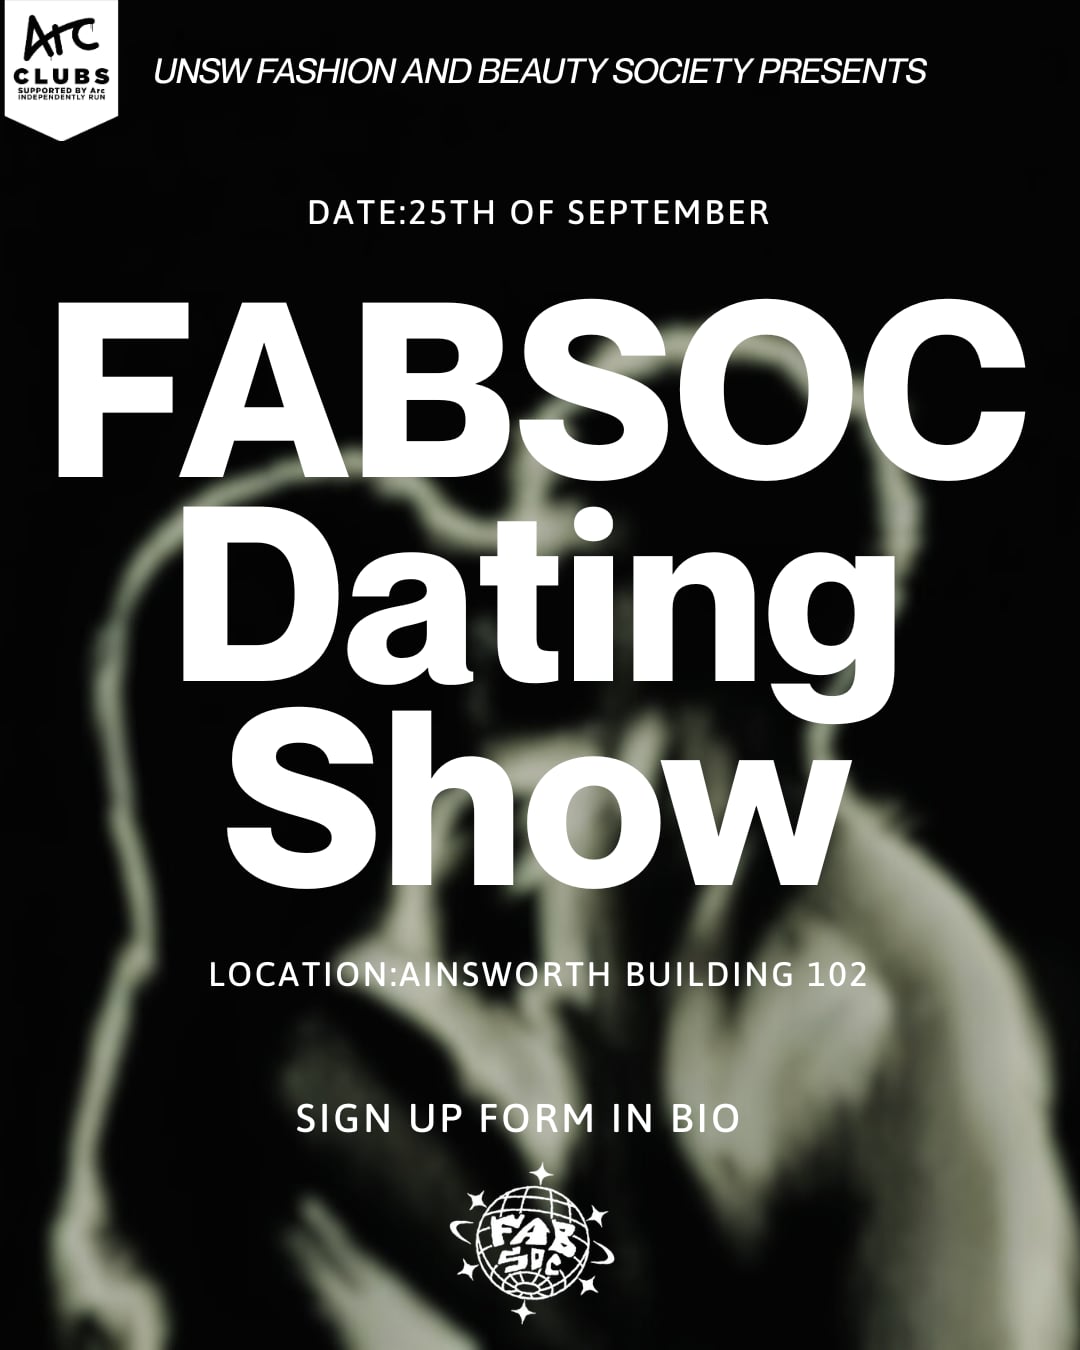 Arc
CLUBS
SUPPORTED BY Arc
INDEPENDENTLY RUN
UNSW FASHION AND BEAUTY SOCIETY PRESENTS
DATE:25TH OF SEPTEMBER
FABSOC
Dating
Show
LOCATION:AINSWORTH BUILDING 102
SIGN UP FORM IN BIO
FAB
SOC